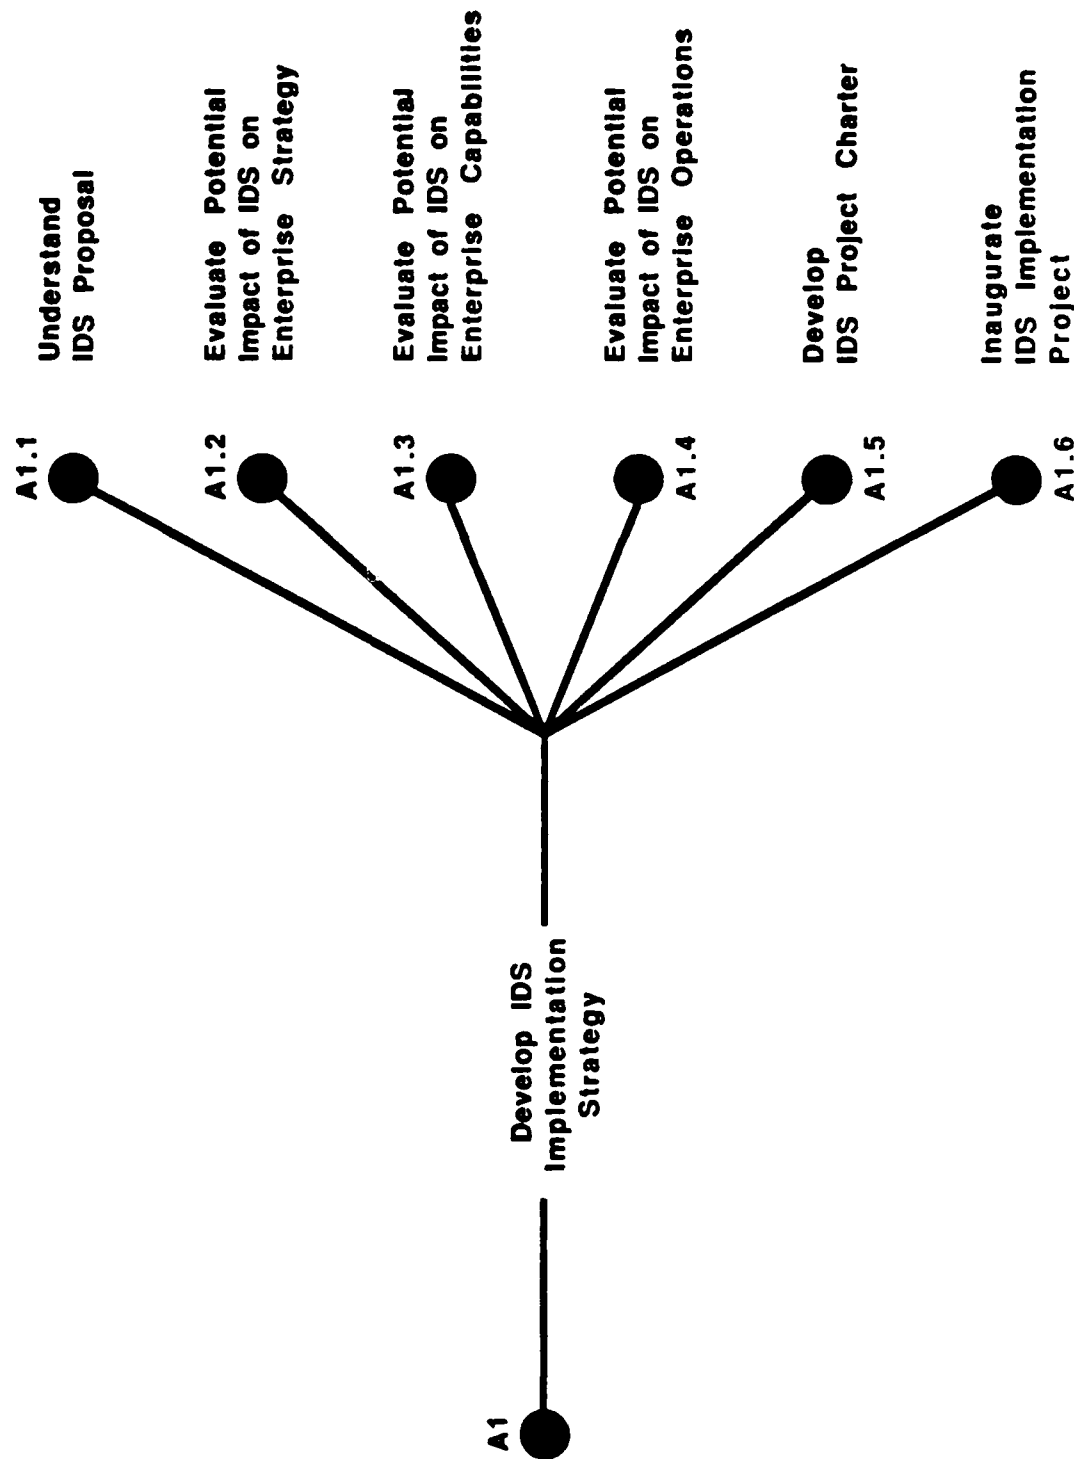 A1
Develop IDS
Implementation
Strategy
A1.1
Understand
IDS Proposal
A1.2
Evaluate Potential
Impact of IDS on
Enterprise Strategy
A1.3
Evaluate Potential
Impact of IDS on
Enterprise Capabilities
A1.4
Evaluate Potential
Impact of IDS on
Enterprise Operations
A1.5
Develop
IDS Project Charter
A1.6
Inaugurate
IDS Implementation
Project